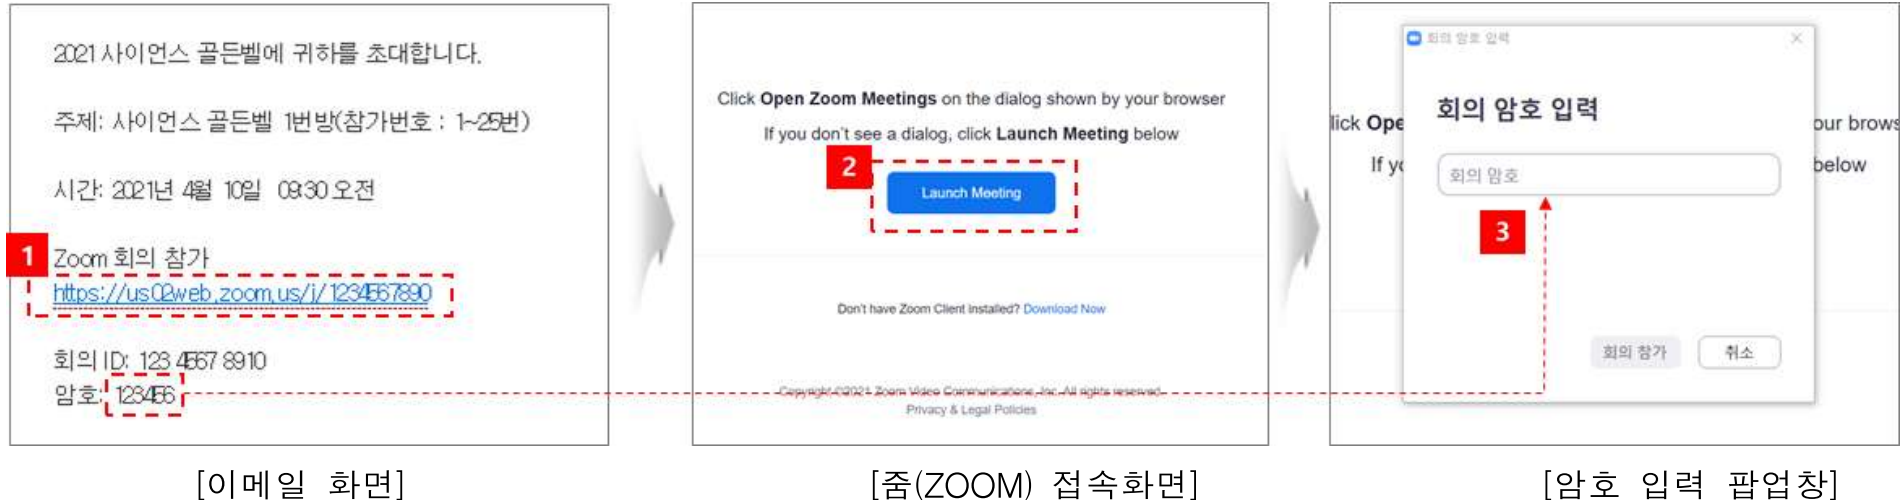 2021 사이언스 골든벨에 귀하를 초대합니다.
주제: 사이언스 골든벨 1번방(참가번호 : 1~25번)
시간: 2021년 4월 10일 09:30 오전
1
Zoom 회의 참가
https://us02web.zoom.us/j/1234567890
회의 ID: 123 4567 8910
암호: 123456
[이메일 화면]
Click Open Zoom Meetings on the dialog shown by your browser
If you don't see a dialog, click Launch Meeting below
2
Launch Meeting
Don't have Zoom Client installed? Download Now
Copyright ©2021 Zoom Video Communications, Inc. All rights reserved.
Privacy & Legal Policies
[줌(ZOOM) 접속화면]
회의 암호 입력
회의 암호 입력
lick Ope
our brows
If yo
below
회의 암호
3
회의 참가
취소
[암호 입력 팝업창]